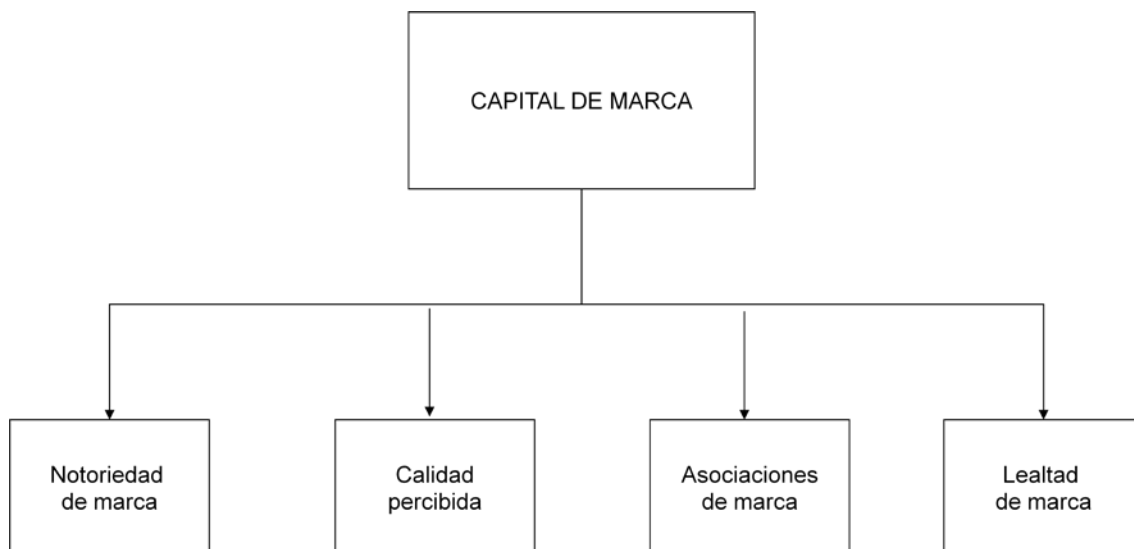 CAPITAL DE MARCA
Notoriedad
de marca
Calidad
percibida
Asociaciones
de marca
Lealtad
de marca